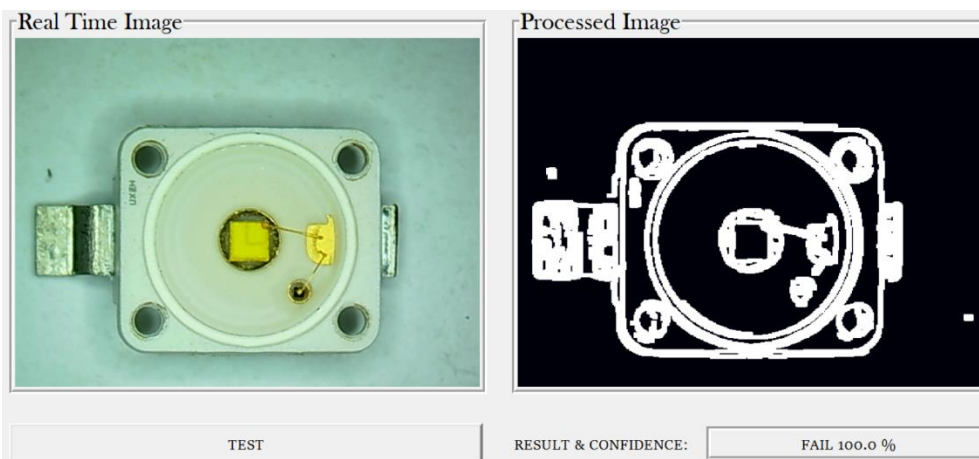 Real Time Image
Processed Image
TEST
RESULT & CONFIDENCE:
FAIL 100.0 %